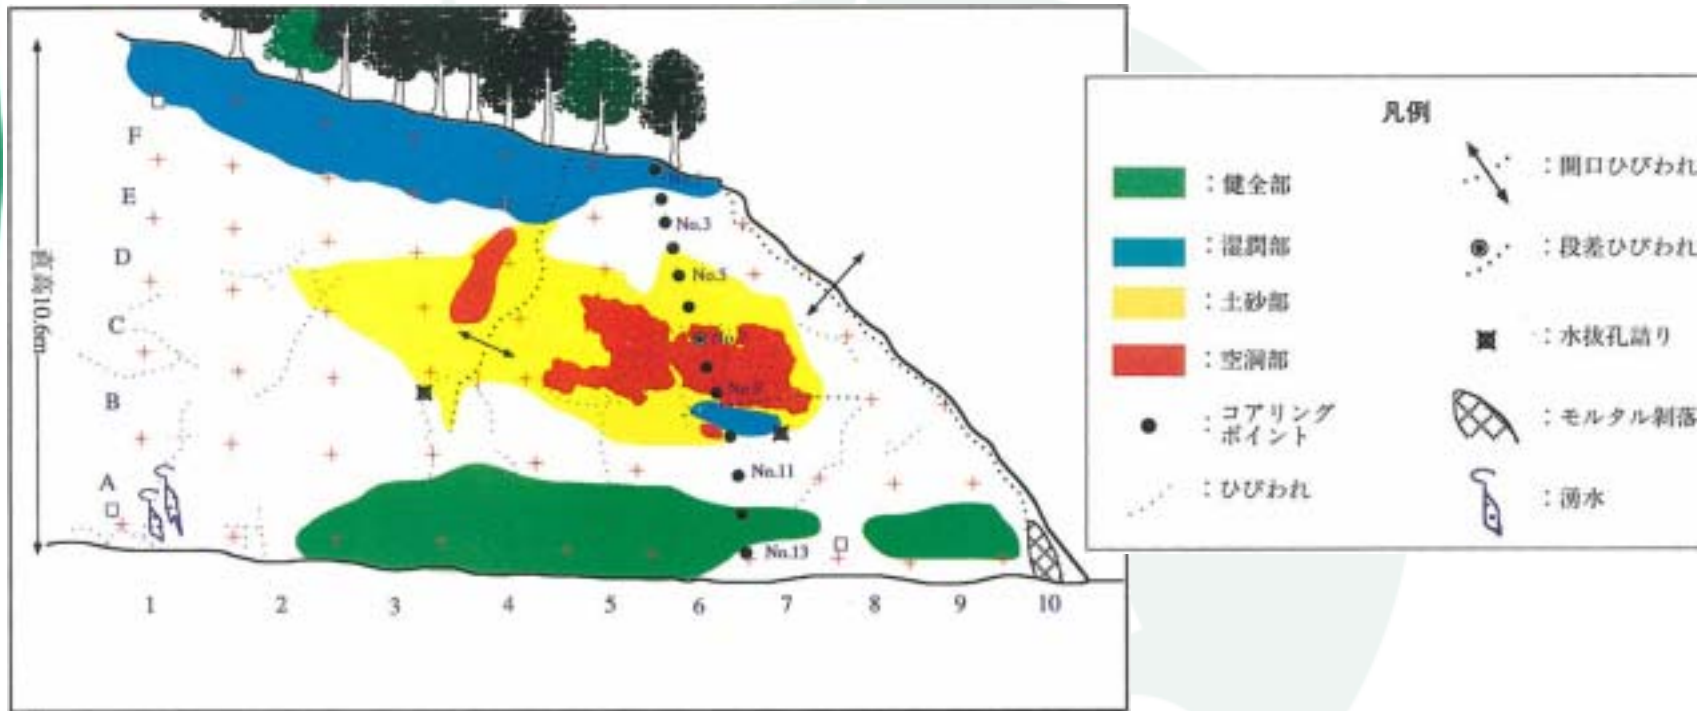 直高10.6m
F
E
D
C
B
A
No.3
No.5
No.9
No.11
No.13
1 2 3 4 5 6 7 8 9 10
凡例
：健全部
：湿潤部
：土砂部
：空洞部
：コアリング
ポイント
：ひびわれ
：開口ひびわれ
：段差ひびわれ
：水抜孔詰り
：モルタル剥落
：湧水